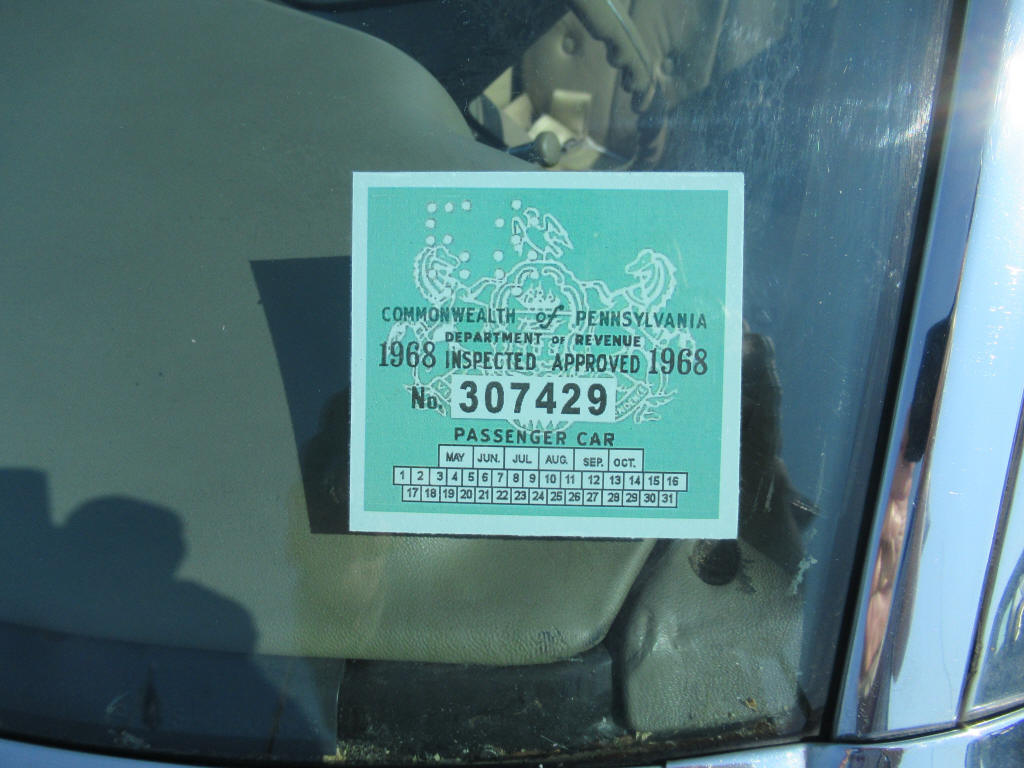 COMMONWEALTH of PENNSYLVANIA
DEPARTMENT OF REVENUE
1968 INSPECTED APPROVED 1968
No. 307429
PASSENGER CAR
MAY JUN. JUL AUG. SEP. OCT.
1 2 3 4 5 6 7 8 9 10 11 12 13 14 15 16
17 18 19 20 21 22 23 24 25 26 27 28 29 30 31